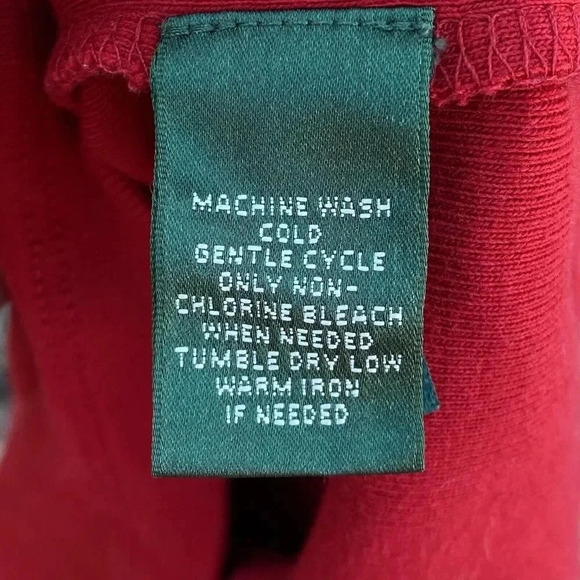 MACHINE WASH
COLD
GENTLE CYCLE
ONLY NON-
CHLORINE BLEACH
WHEN NEEDED
TUMBLE DRY LOW
WARM IRON
IF NEEDED